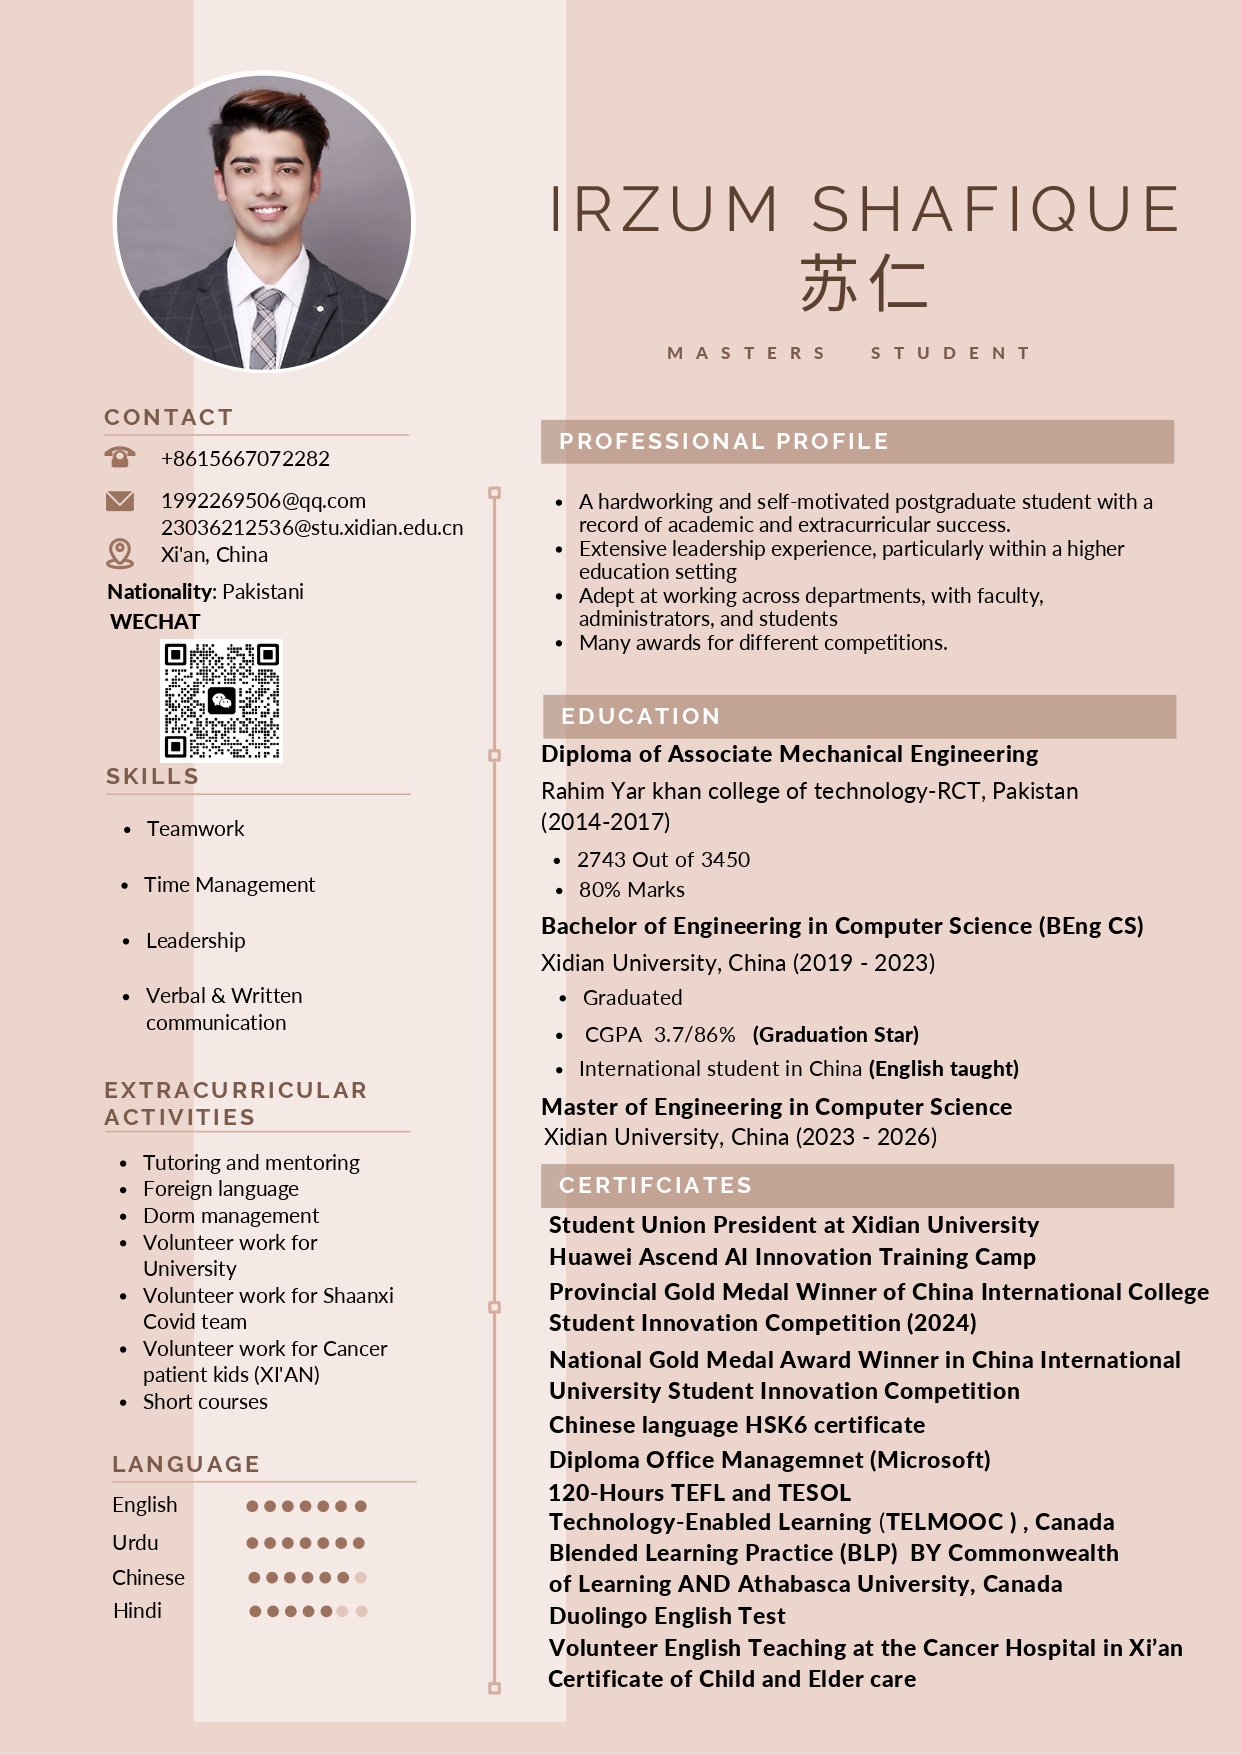 IRZUM SHAFIQUE
苏仁
MASTERS STUDENT
CONTACT
+8615667072282
1992269506@qq.com
23036212536@stu.xidian.edu.cn
Xi'an, China
Nationality: Pakistani
WECHAT
SKILLS
• Teamwork
• Time Management
• Leadership
• Verbal & Written
communication
EXTRACURRICULAR
ACTIVITIES
• Tutoring and mentoring
• Foreign language
• Dorm management
• Volunteer work for
University
• Volunteer work for Shaanxi
Covid team
• Volunteer work for Cancer
patient kids (XI'AN)
• Short courses
LANGUAGE
English
Urdu
Chinese
Hindi
PROFESSIONAL PROFILE
• A hardworking and self-motivated postgraduate student with a
record of academic and extracurricular success.
• Extensive leadership experience, particularly within a higher
education setting
• Adept at working across departments, with faculty,
administrators, and students
• Many awards for different competitions.
EDUCATION
Diploma of Associate Mechanical Engineering
Rahim Yar khan college of technology-RCT, Pakistan
(2014-2017)
• 2743 Out of 3450
• 80% Marks
Bachelor of Engineering in Computer Science (BEng CS)
Xidian University, China (2019 - 2023)
• Graduated
• CGPA 3.7/86% (Graduation Star)
• International student in China (English taught)
Master of Engineering in Computer Science
Xidian University, China (2023 - 2026)
CERTIFCIATES
Student Union President at Xidian University
Huawei Ascend AI Innovation Training Camp
Provincial Gold Medal Winner of China International College
Student Innovation Competition (2024)
National Gold Medal Award Winner in China International
University Student Innovation Competition
Chinese language HSK6 certificate
Diploma Office Managemnet (Microsoft)
120-Hours TEFL and TESOL
Technology-Enabled Learning (TELMOOC ) , Canada
Blended Learning Practice (BLP) BY Commonwealth
of Learning AND Athabasca University, Canada
Duolingo English Test
Volunteer English Teaching at the Cancer Hospital in Xi’an
Certificate of Child and Elder care